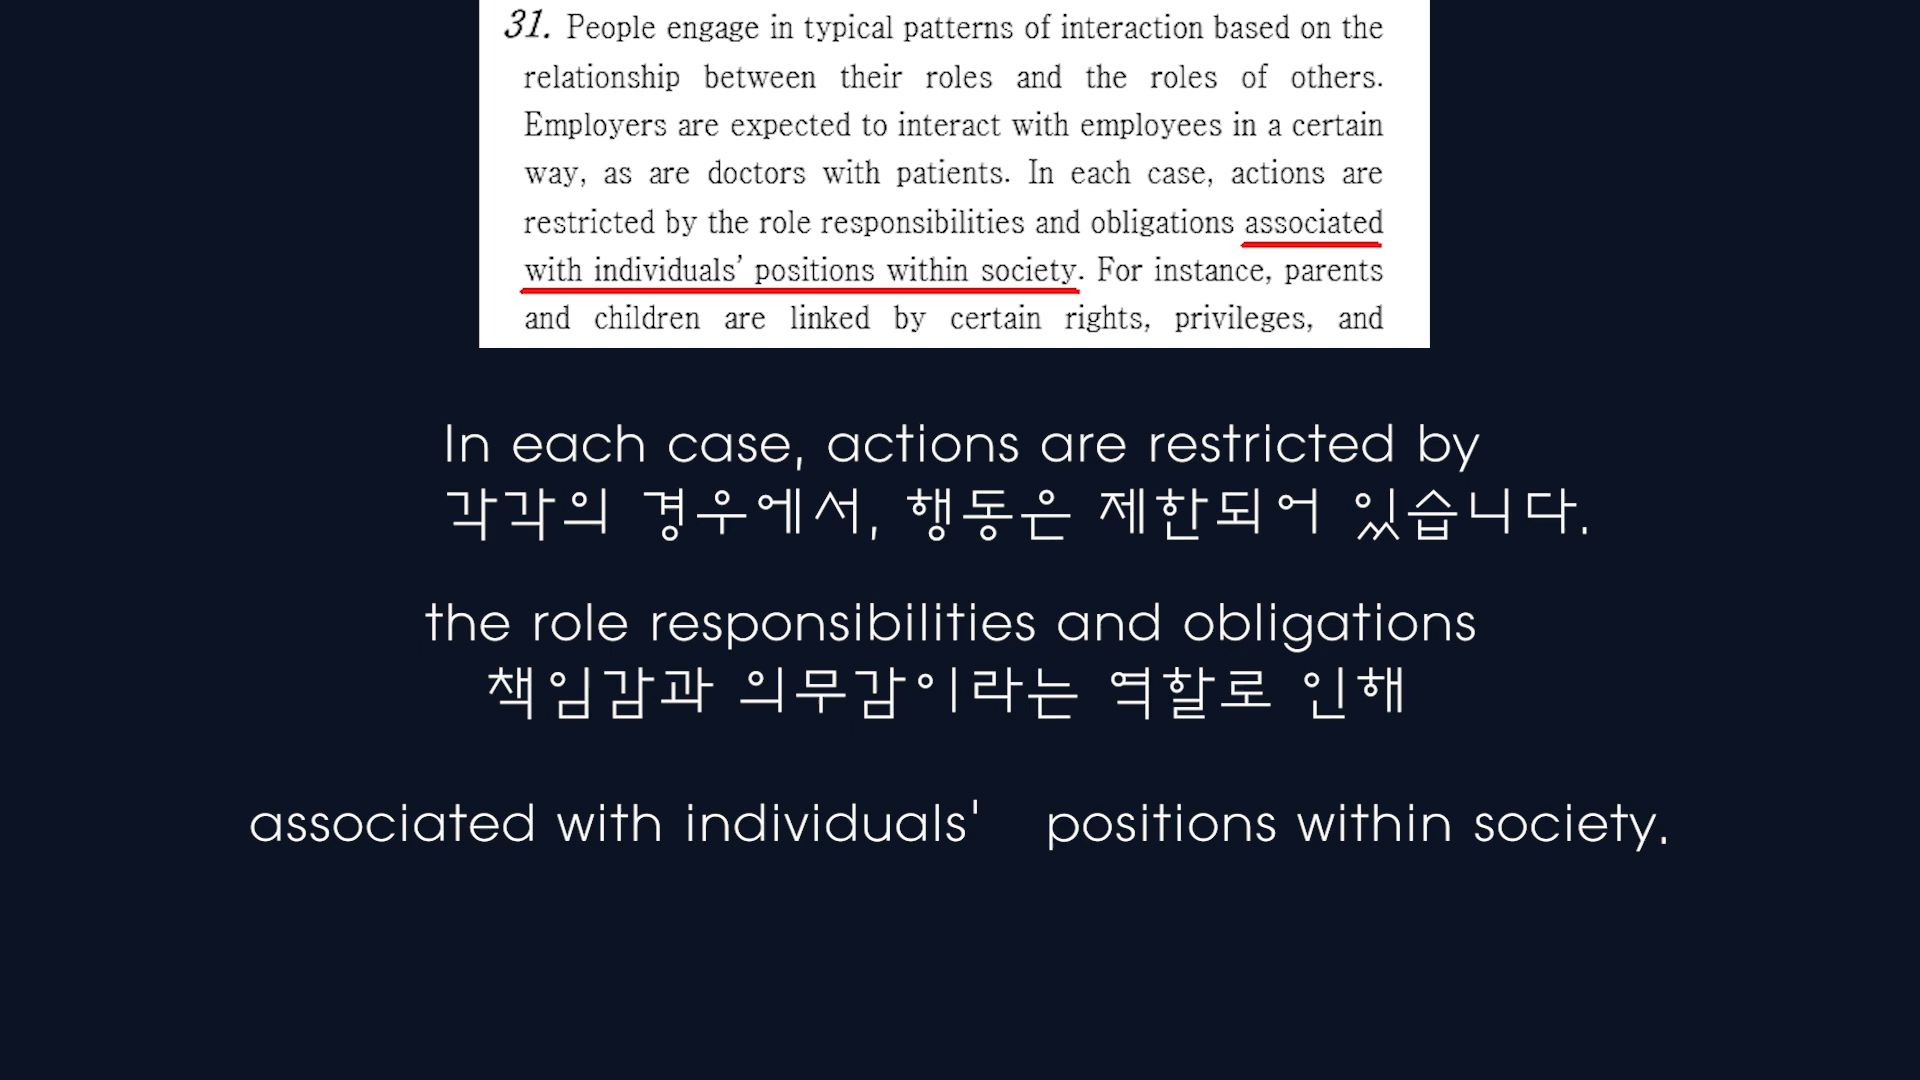 31. People engage in typical patterns of interaction based on the
relationship between their roles and the roles of others.
Employers are expected to interact with employees in a certain
way, as are doctors with patients. In each case, actions are
restricted by the role responsibilities and obligations associated
with individuals’ positions within society. For instance, parents
and children are linked by certain rights, privileges, and
In each case, actions are restricted by
각각의 경우에서, 행동은 제한되어 있습니다.
the role responsibilities and obligations
책임감과 의무감이라는 역할로 인해
associated with individuals' positions within society.